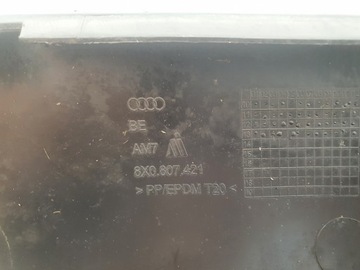 BE
AM7
8X0.807.421
> PP/EPDM T20 <